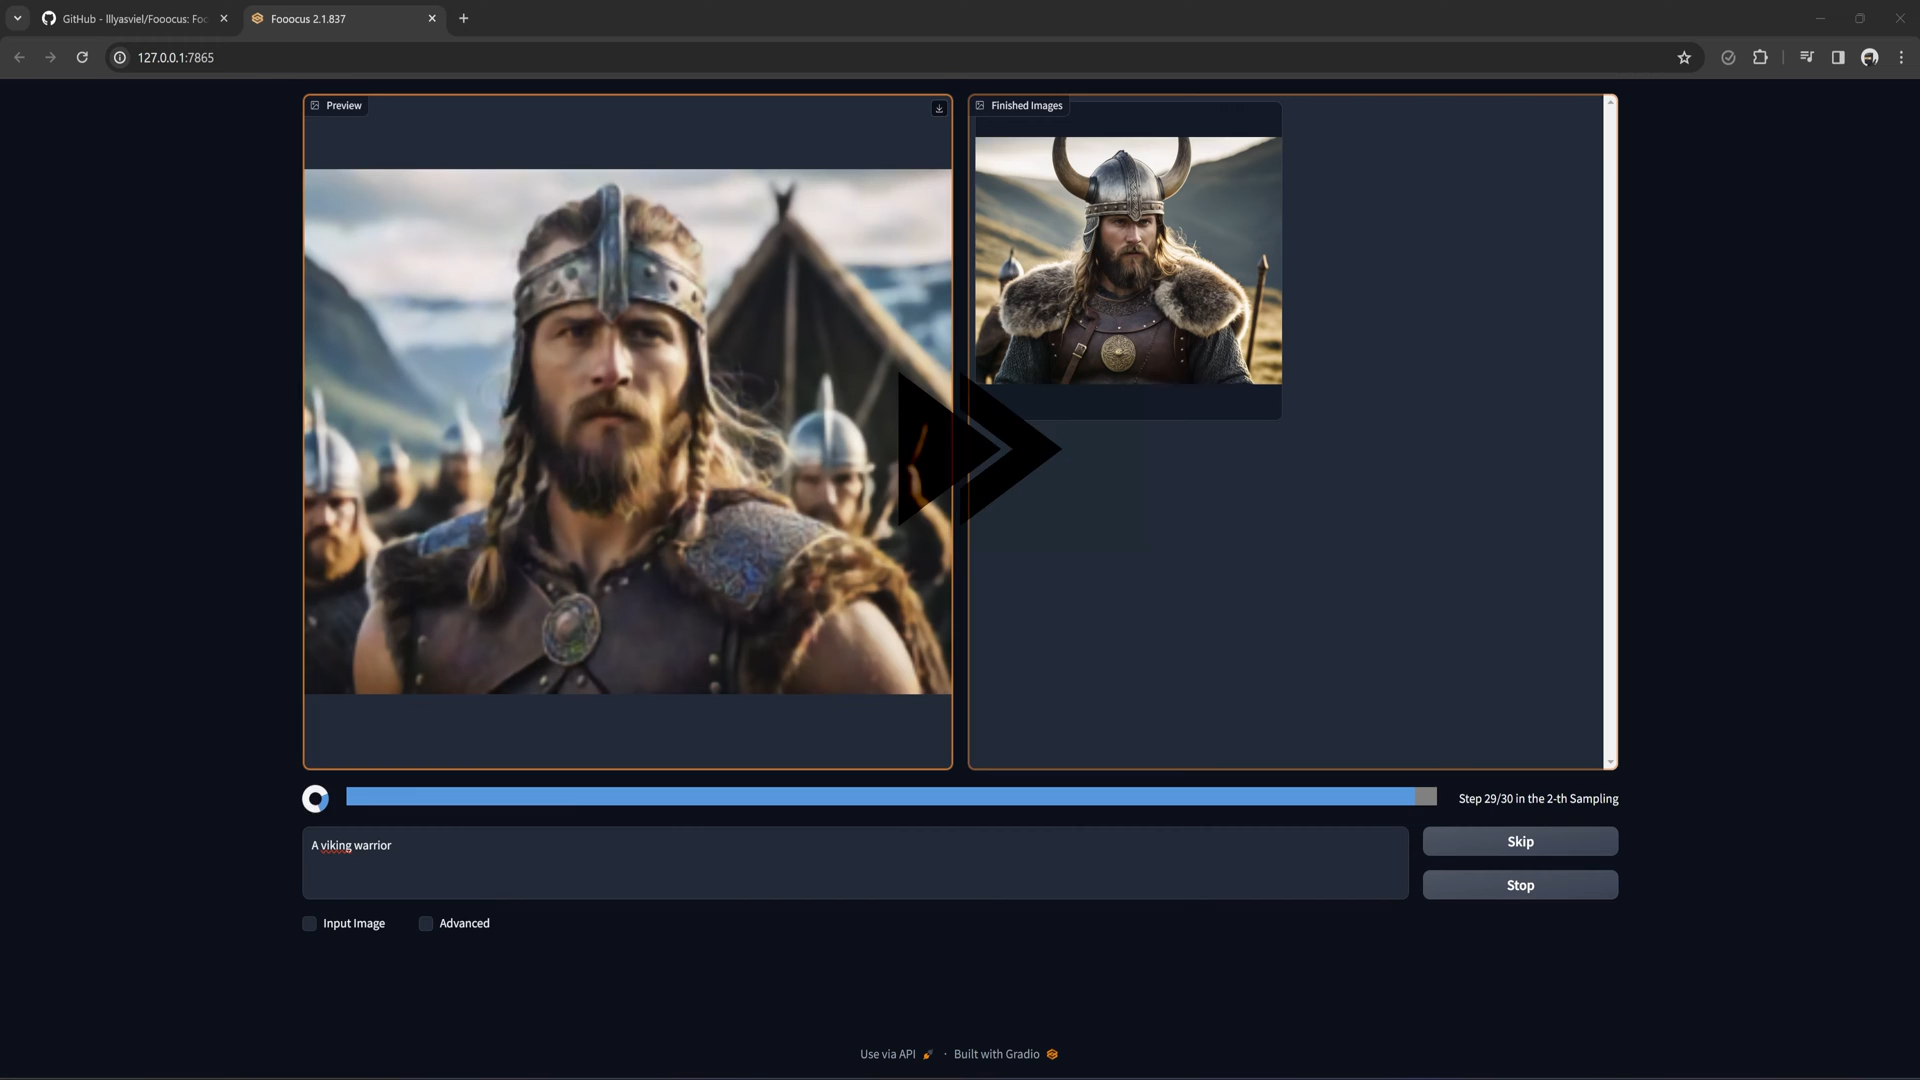 GitHub - lllyasviel/Fooocus: Foc
Fooocus 2.1.837
127.0.0.1:7865
Preview
Finished Images
Step 29/30 in the 2-th Sampling
A viking warrior
Skip
Stop
Input Image
Advanced
Use via API · Built with Gradio